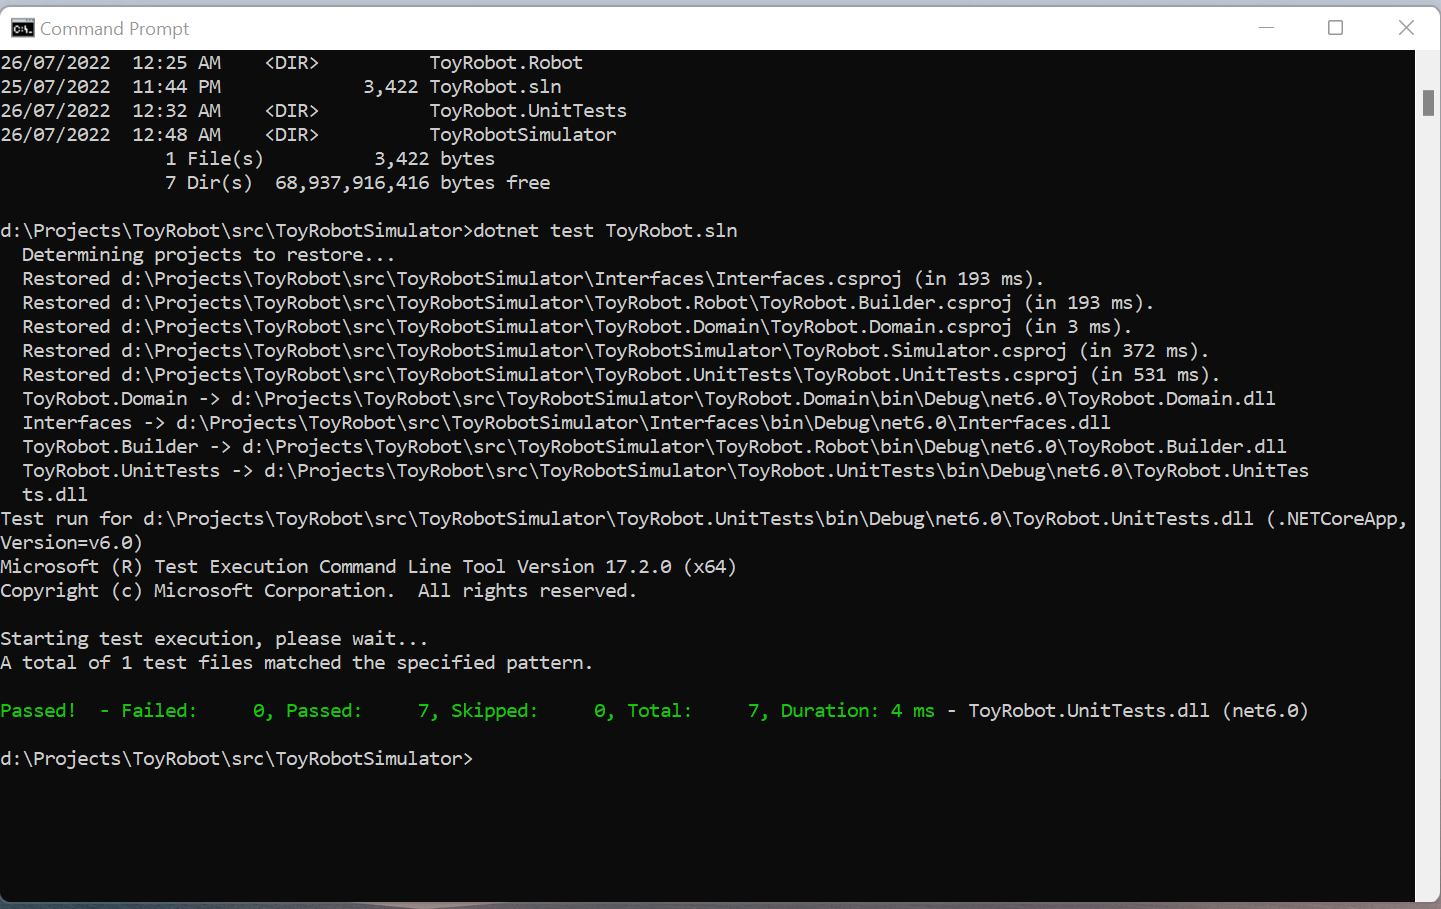 Command Prompt
26/07/2022  12:25 AM    <DIR>          ToyRobot.Robot
25/07/2022  11:44 PM             3,422 ToyRobot.sln
26/07/2022  12:32 AM    <DIR>          ToyRobot.UnitTests
26/07/2022  12:48 AM    <DIR>          ToyRobotSimulator
               1 File(s)          3,422 bytes
               7 Dir(s)  68,937,916,416 bytes free
d:\Projects\ToyRobot\src\ToyRobotSimulator>dotnet test ToyRobot.sln
  Determining projects to restore...
  Restored d:\Projects\ToyRobot\src\ToyRobotSimulator\Interfaces\Interfaces.csproj (in 193 ms).
  Restored d:\Projects\ToyRobot\src\ToyRobotSimulator\ToyRobot.Robot\ToyRobot.Builder.csproj (in 193 ms).
  Restored d:\Projects\ToyRobot\src\ToyRobotSimulator\ToyRobot.Domain\ToyRobot.Domain.csproj (in 3 ms).
  Restored d:\Projects\ToyRobot\src\ToyRobotSimulator\ToyRobotSimulator\ToyRobot.Simulator.csproj (in 372 ms).
  Restored d:\Projects\ToyRobot\src\ToyRobotSimulator\ToyRobot.UnitTests\ToyRobot.UnitTests.csproj (in 531 ms).
  ToyRobot.Domain -> d:\Projects\ToyRobot\src\ToyRobotSimulator\ToyRobot.Domain\bin\Debug\net6.0\ToyRobot.Domain.dll
  Interfaces -> d:\Projects\ToyRobot\src\ToyRobotSimulator\Interfaces\bin\Debug\net6.0\Interfaces.dll
  ToyRobot.Builder -> d:\Projects\ToyRobot\src\ToyRobotSimulator\ToyRobot.Robot\bin\Debug\net6.0\ToyRobot.Builder.dll
  ToyRobot.UnitTests -> d:\Projects\ToyRobot\src\ToyRobotSimulator\ToyRobot.UnitTests\bin\Debug\net6.0\ToyRobot.UnitTes
  ts.dll
Test run for d:\Projects\ToyRobot\src\ToyRobotSimulator\ToyRobot.UnitTests\bin\Debug\net6.0\ToyRobot.UnitTests.dll (.NETCoreApp,
Version=v6.0)
Microsoft (R) Test Execution Command Line Tool Version 17.2.0 (x64)
Copyright (c) Microsoft Corporation.  All rights reserved.
Starting test execution, please wait...
A total of 1 test files matched the specified pattern.
Passed!  - Failed:     0, Passed:     7, Skipped:     0, Total:     7, Duration: 4 ms - ToyRobot.UnitTests.dll (net6.0)
d:\Projects\ToyRobot\src\ToyRobotSimulator>